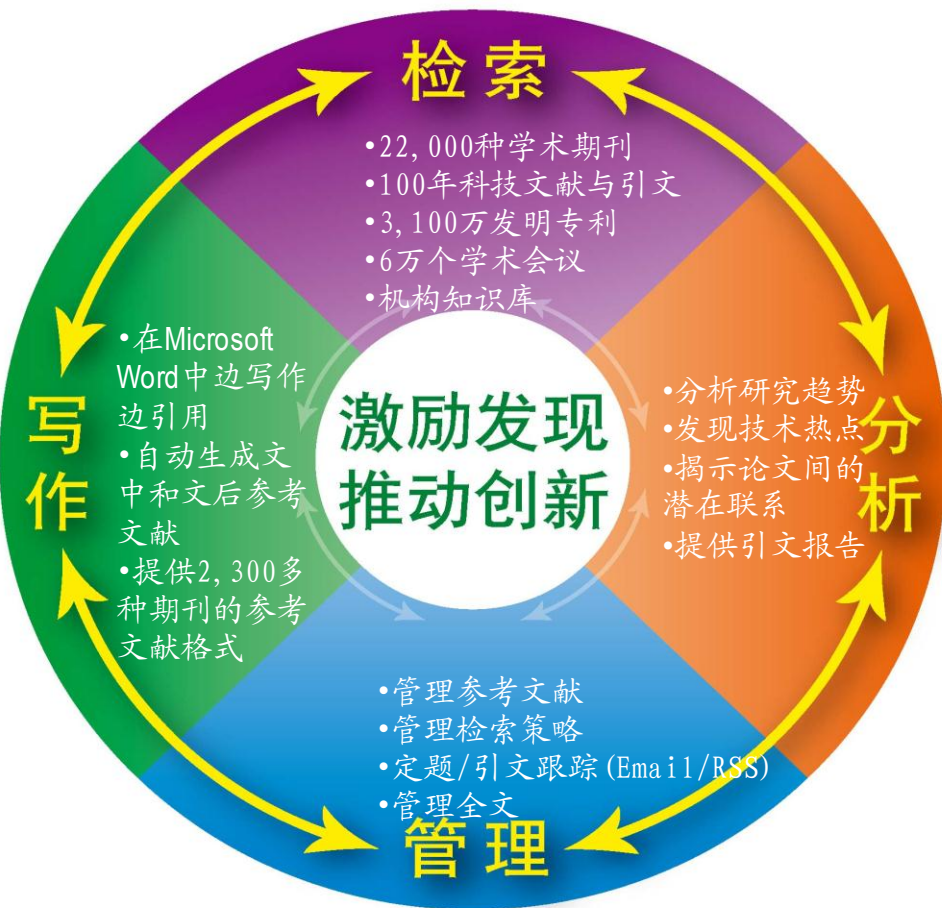 检索
•22,000种学术期刊
•100年科技文献与引文
•3,100万发明专利
•6万个学术会议
•机构知识库
写
作
•在Microsoft
Word中边写作
边引用
•自动生成文
中和文后参考
文献
•提供2,300多
种期刊的参考
文献格式
激励发现
推动创新
•分析研究趋势
•发现技术热点
•揭示论文间的
潜在联系
•提供引文报告
分
析
•管理参考文献
•管理检索策略
•定题/引文跟踪(Email/RSS)
•管理全文
管理